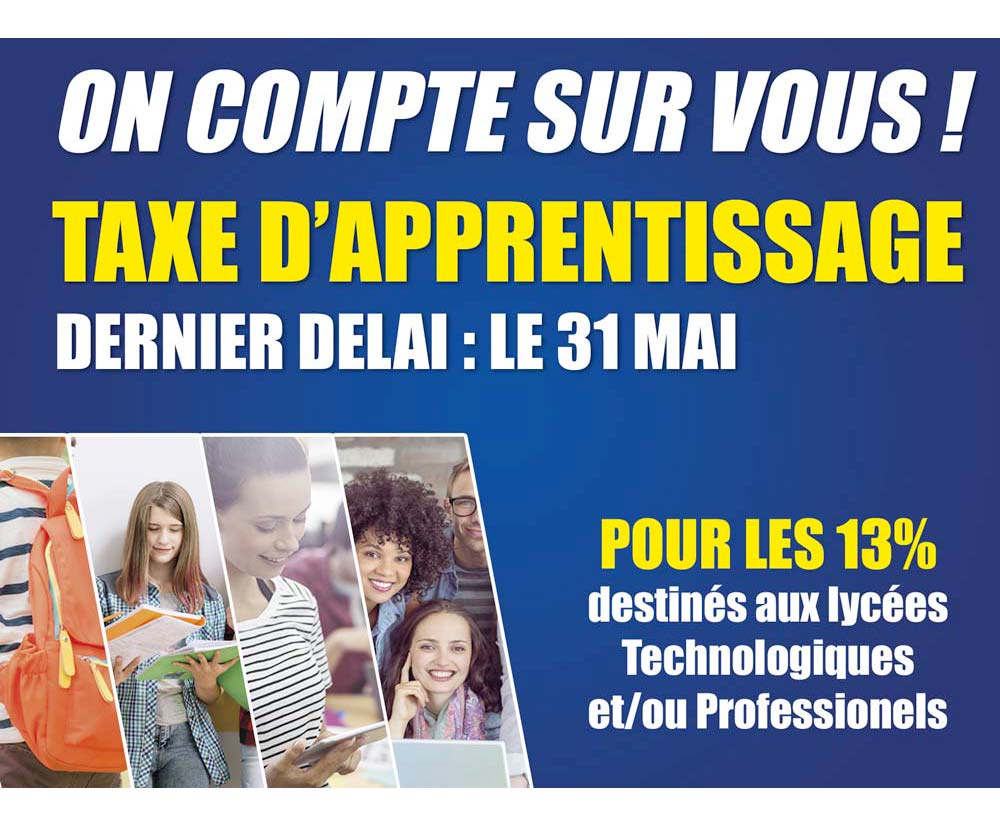 ON COMPTE SUR VOUS !
TAXE D'APPRENTISSAGE
DERNIER DELAI : LE 31 MAI
POUR LES 13%
destinés aux lycées
Technologiques
et/ou Professionels